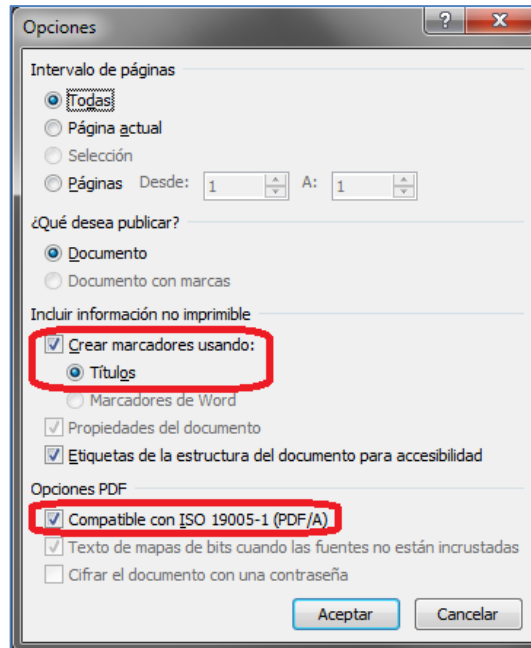 Opciones
Intervalo de páginas
Todas
Página actual
Selección
Páginas Desde: 1 A: 1
¿Qué desea publicar?
Documento
Documento con marcas
Incluir información no imprimible
Crear marcadores usando:
Títulos
Marcadores de Word
Propiedades del documento
Etiquetas de la estructura del documento para accesibilidad
Opciones PDF
Compatible con ISO 19005-1 (PDF/A)
Texto de mapas de bits cuando las fuentes no están incrustadas
Cifrar el documento con una contraseña
Aceptar Cancelar